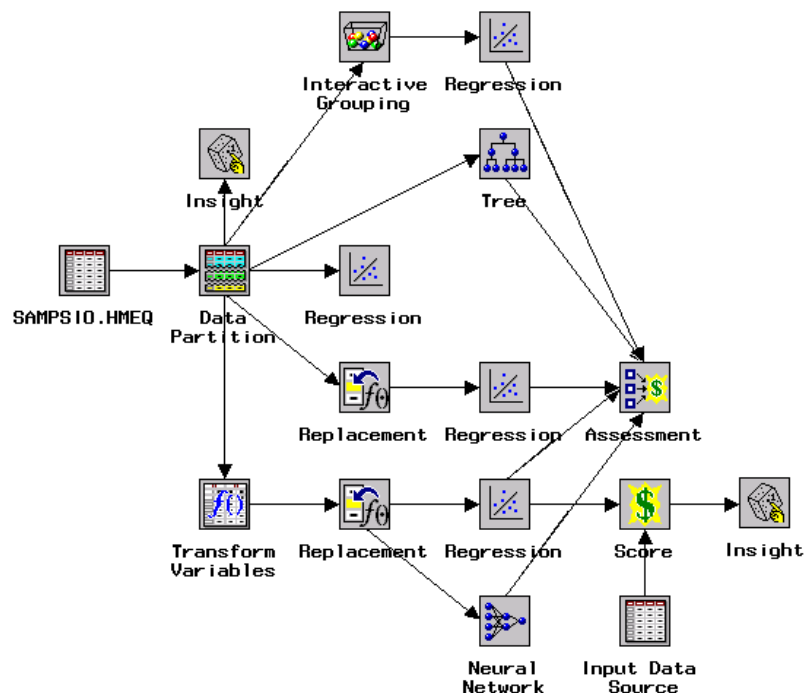 Interactive
Grouping
Regression
Insight
Tree
SAMPSIO.HMEQ
Data
Partition
Regression
Replacement
Regression
Assessment
Transform
Variables
Replacement
Regression
Score
Insight
Neural
Network
Input Data
Source